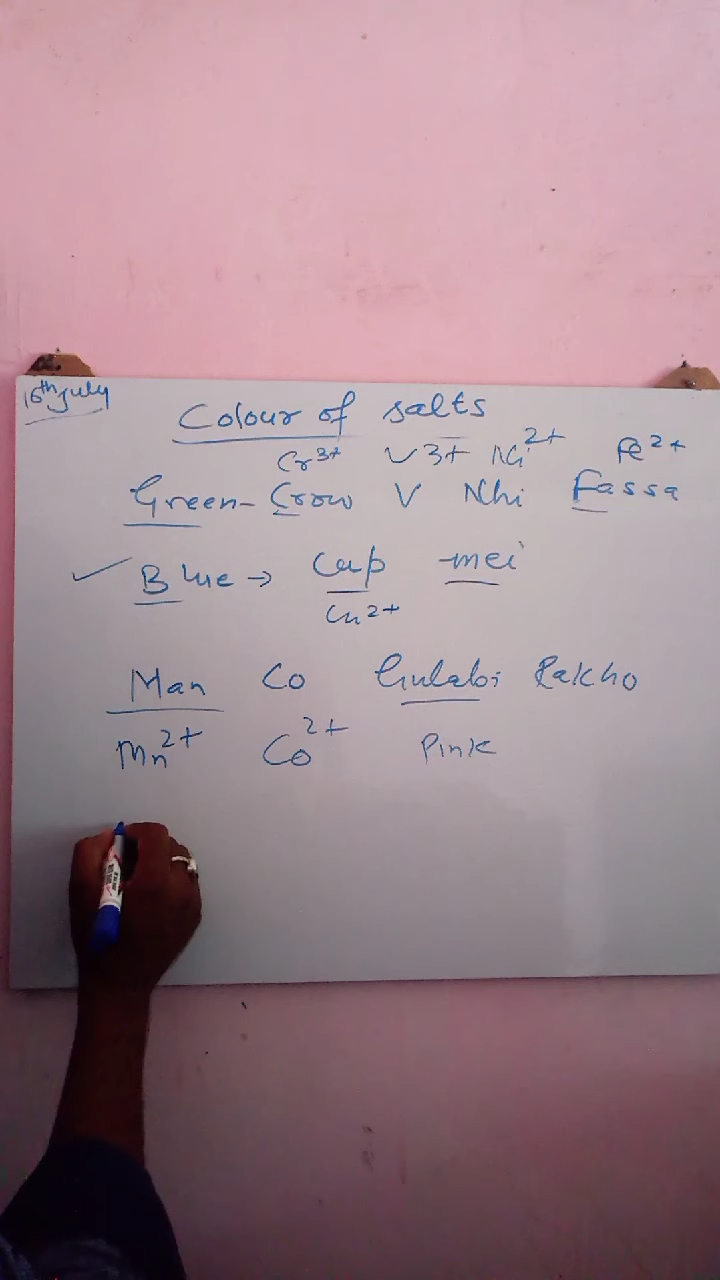 16th July
Colour of salts
Cr3+ V3+ Ni2+ Fe2+
Green - Crow V Nhi Fassa
✓ Blue → Cup mei
Cu2+
Man Co Gulabi Rakho
Mn2+ Co2+ Pink